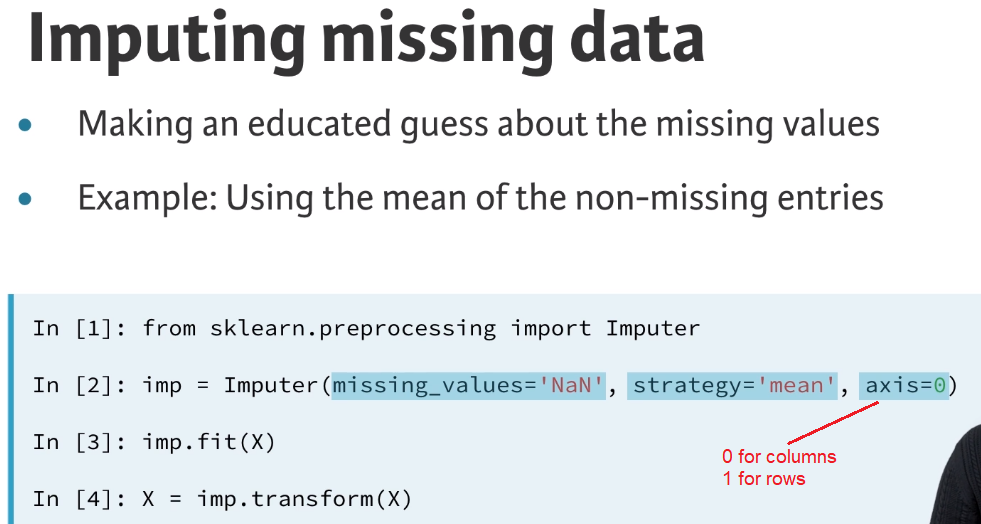 Imputing missing data
• Making an educated guess about the missing values
• Example: Using the mean of the non-missing entries
In [1]: from sklearn.preprocessing import Imputer
In [2]: imp = Imputer(missing_values='NaN', strategy='mean', axis=0)
In [3]: imp.fit(X)
0 for columns
1 for rows
In [4]: X = imp.transform(X)